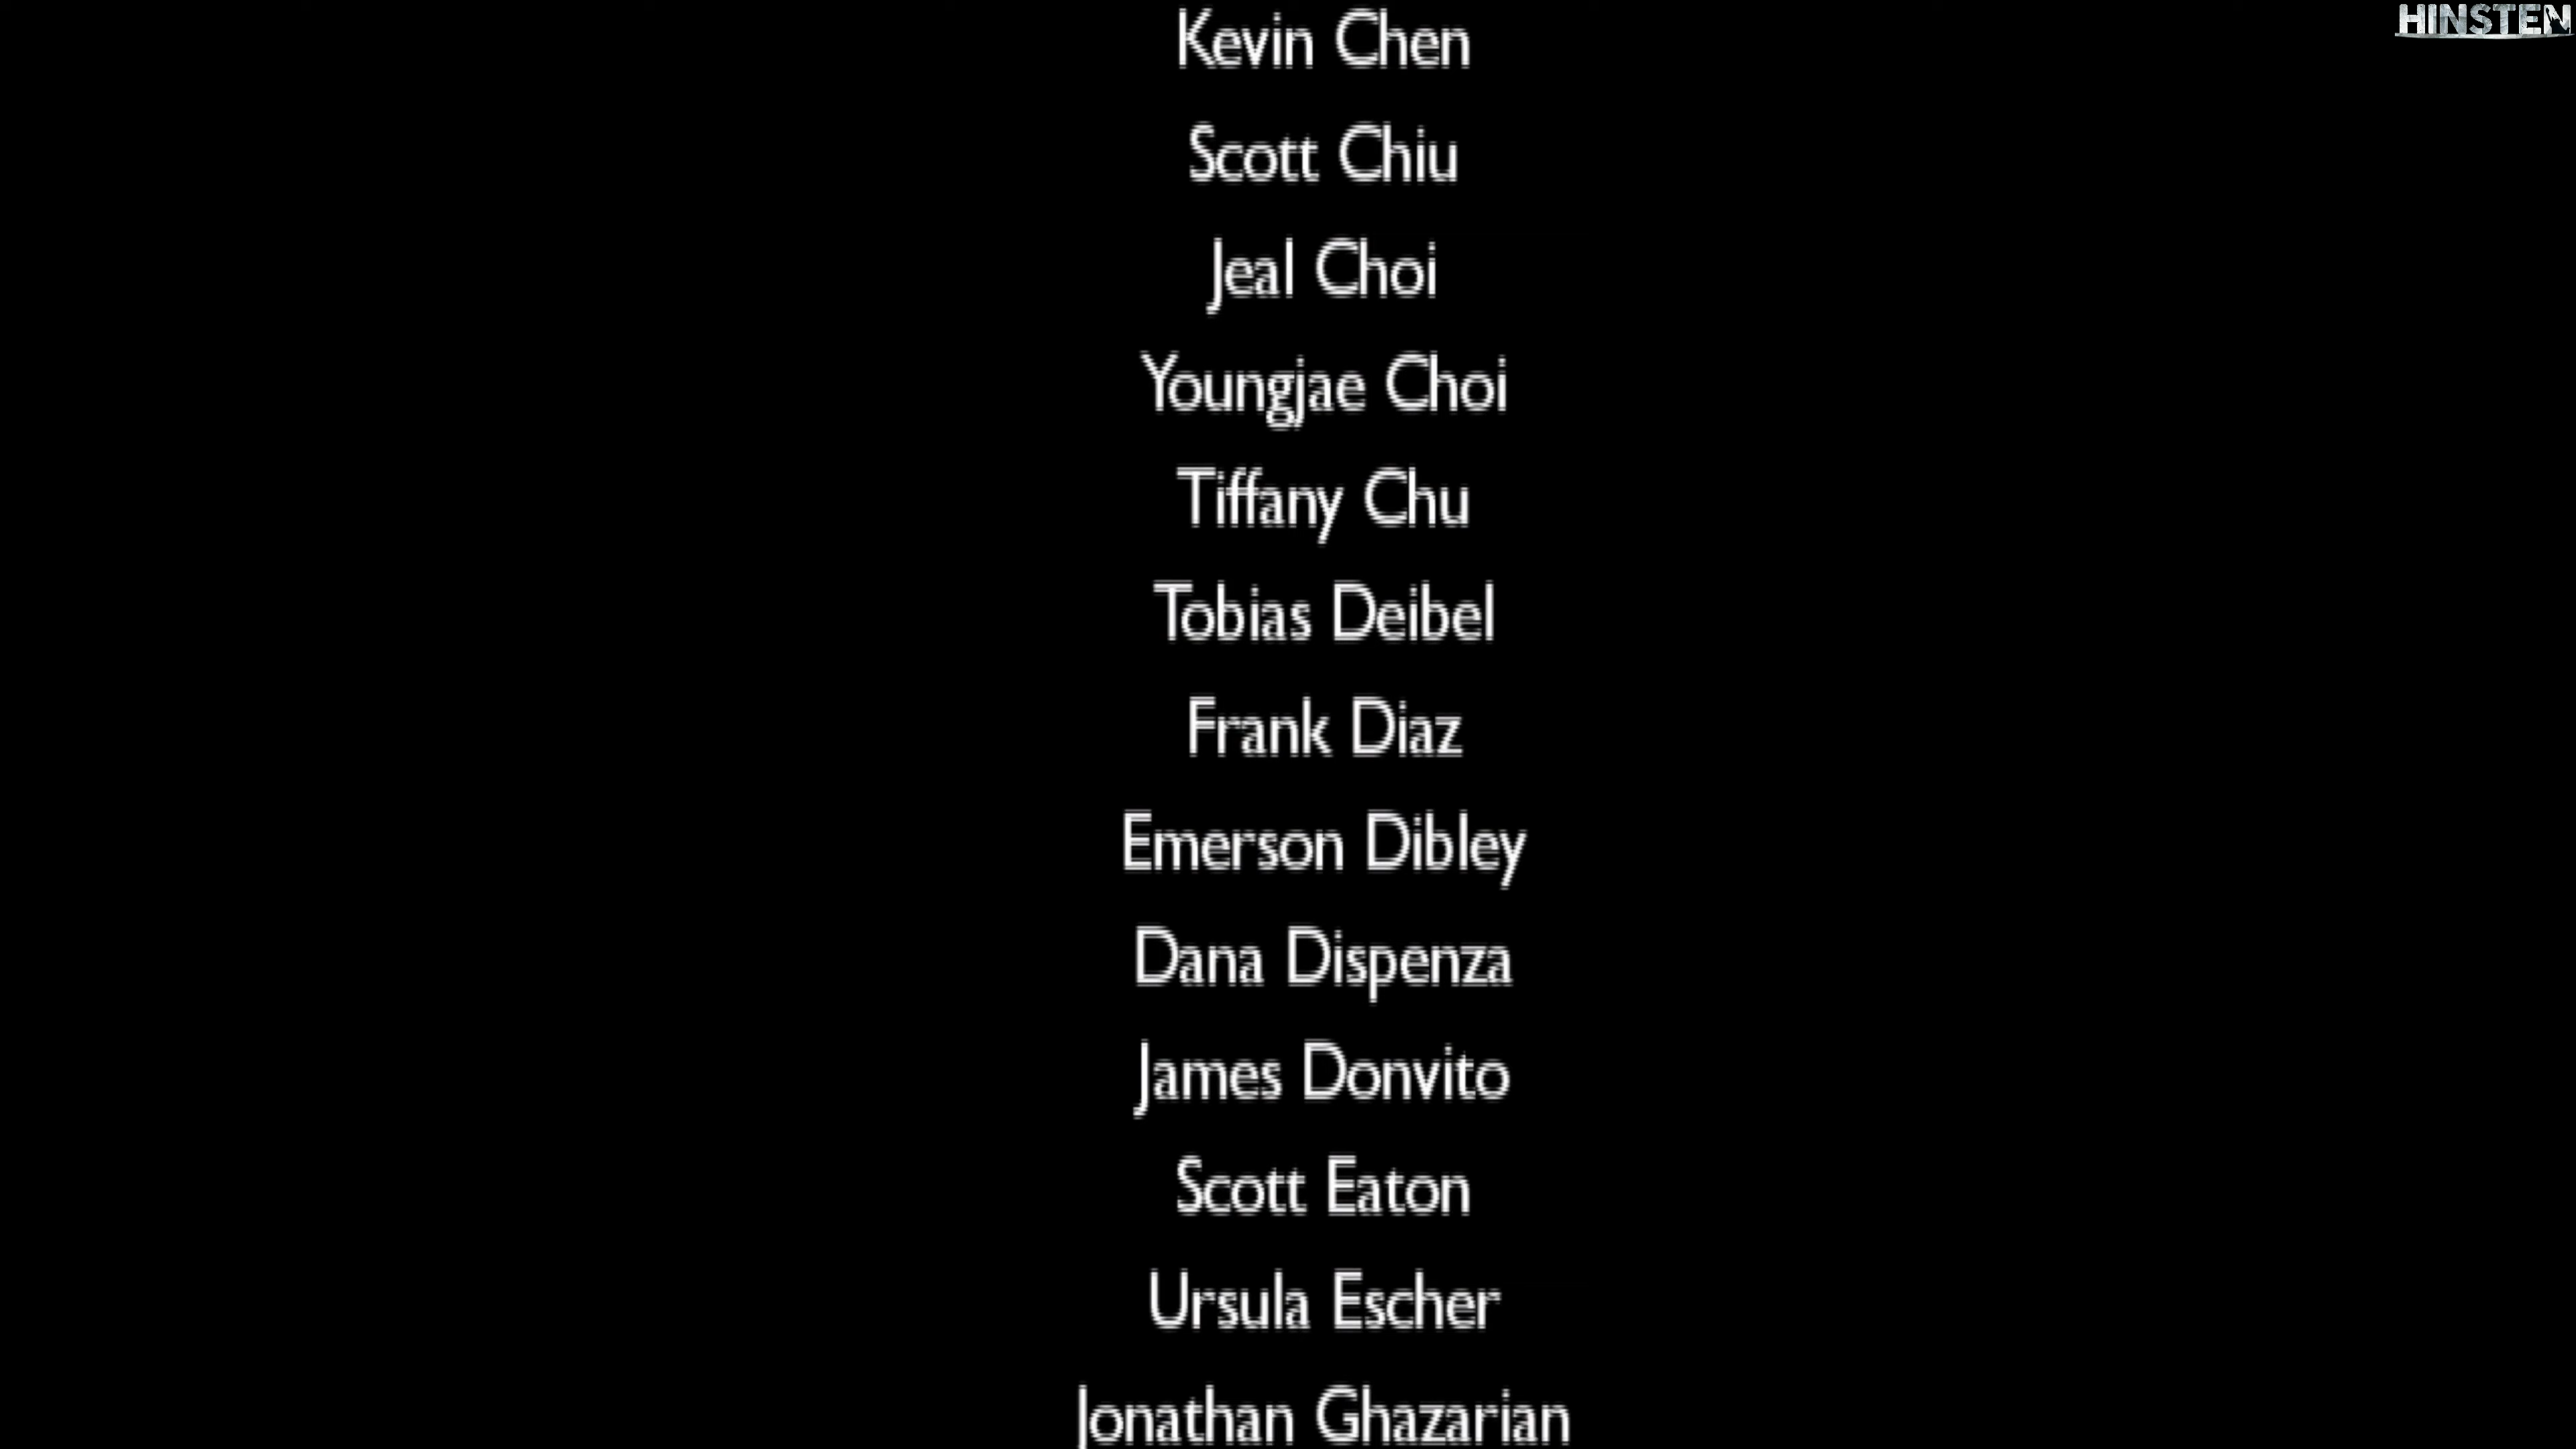 HINSTEN
Kevin Chen
Scott Chiu
Jeal Choi
Youngjae Choi
Tiffany Chu
Tobias Deibel
Frank Diaz
Emerson Dibley
Dana Dispenza
James Donvito
Scott Eaton
Ursula Escher
Jonathan Ghazarian